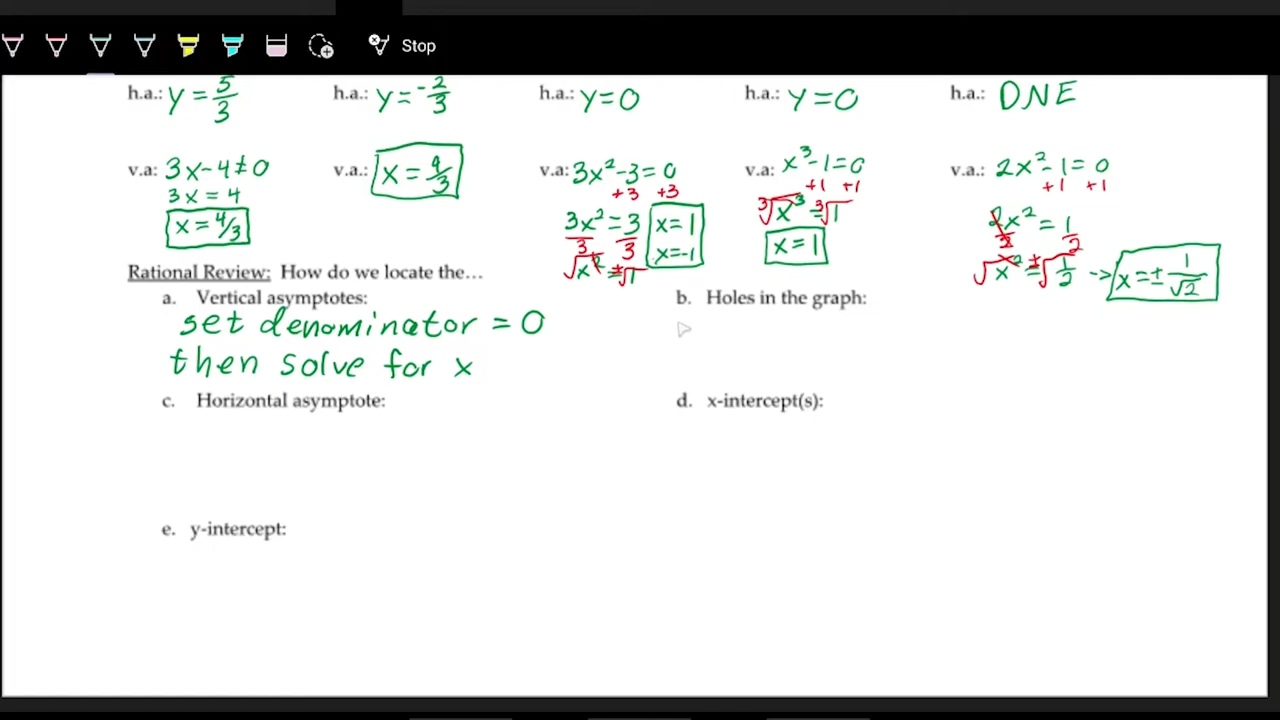 Stop
h.a.: y = 5/3
h.a.: y = -2/3
h.a.: y = 0
h.a.: y = 0
h.a.: DNE
v.a: 3x-4≠0
3x = 4
x = 4/3
v.a.: x = 4/3
v.a: 3x²-3=0
+3 +3
3x² = 3
3 3
√x² = ±√1
x=1
x=-1
v.a: x³-1=0
+1 +1
∛x³ = ∛1
x = 1
v.a.: 2x²-1=0
+1 +1
2x² = 1
2 2
√x² = ±√1/2 -> x = ± 1/√2
Rational Review: How do we locate the...
a. Vertical asymptotes:
set denominator = 0
then solve for x
b. Holes in the graph:
c. Horizontal asymptote:
d. x-intercept(s):
e. y-intercept: